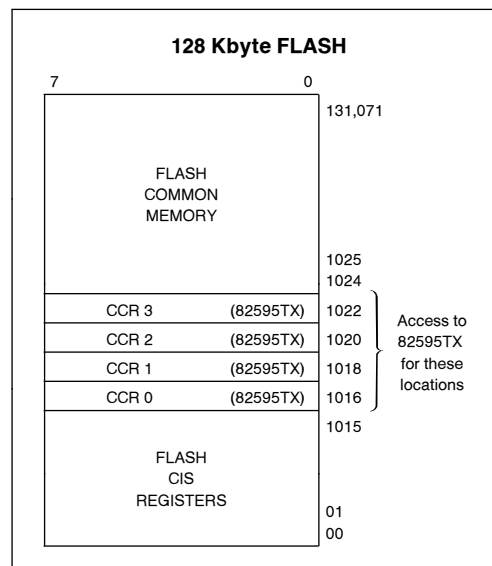 128 Kbyte FLASH
7 0
131,071
FLASH
COMMON
MEMORY
1025
1024
CCR 3 (82595TX) 1022
CCR 2 (82595TX) 1020
CCR 1 (82595TX) 1018
CCR 0 (82595TX) 1016
Access to
82595TX
for these
locations
1015
FLASH
CIS
REGISTERS
01
00